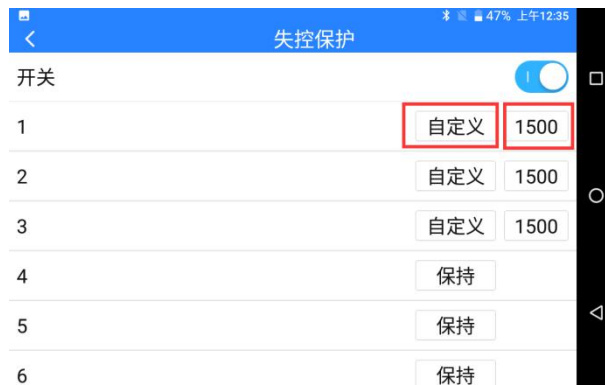 47% 上午12:35
失控保护
开关
1 自定义 1500
2 自定义 1500
3 自定义 1500
4 保持
5 保持
6 保持